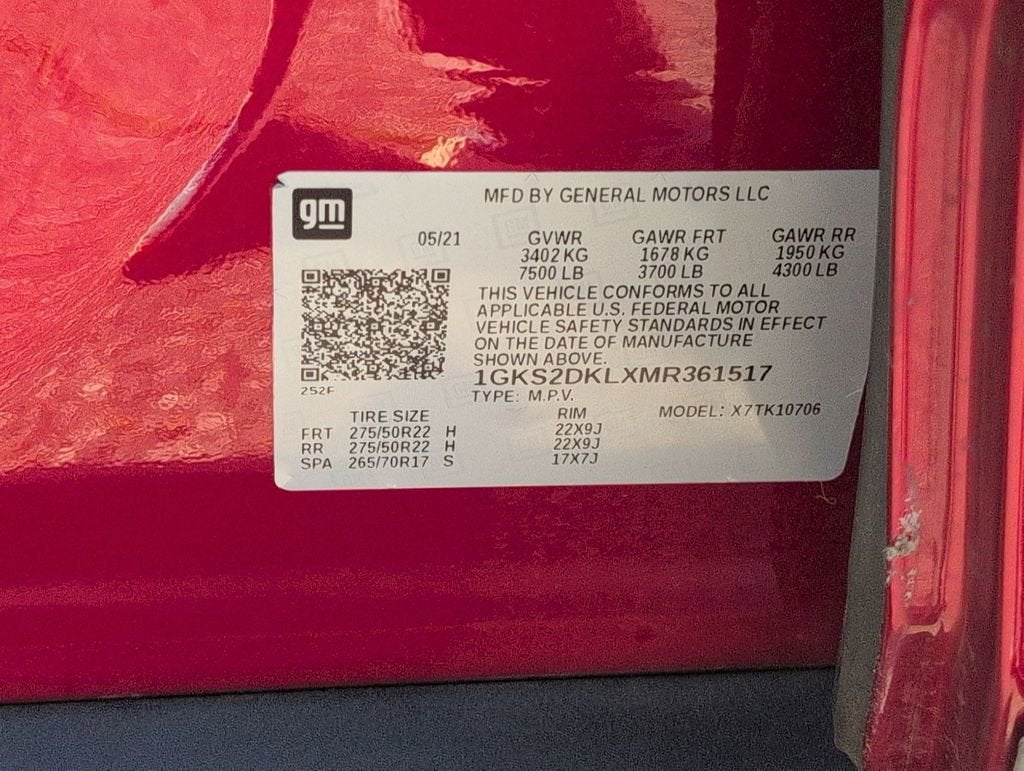 gm
MFD BY GENERAL MOTORS LLC
05/21 GVWR GAWR FRT GAWR RR
3402 KG 1678 KG 1950 KG
7500 LB 3700 LB 4300 LB
THIS VEHICLE CONFORMS TO ALL
APPLICABLE U.S. FEDERAL MOTOR
VEHICLE SAFETY STANDARDS IN EFFECT
ON THE DATE OF MANUFACTURE
SHOWN ABOVE.
1GKS2DKLXMR361517
252F
TYPE: M.P.V.
TIRE SIZE RIM MODEL: X7TK10706
FRT 275/50R22 H 22X9J
RR 275/50R22 H 22X9J
SPA 265/70R17 S 17X7J